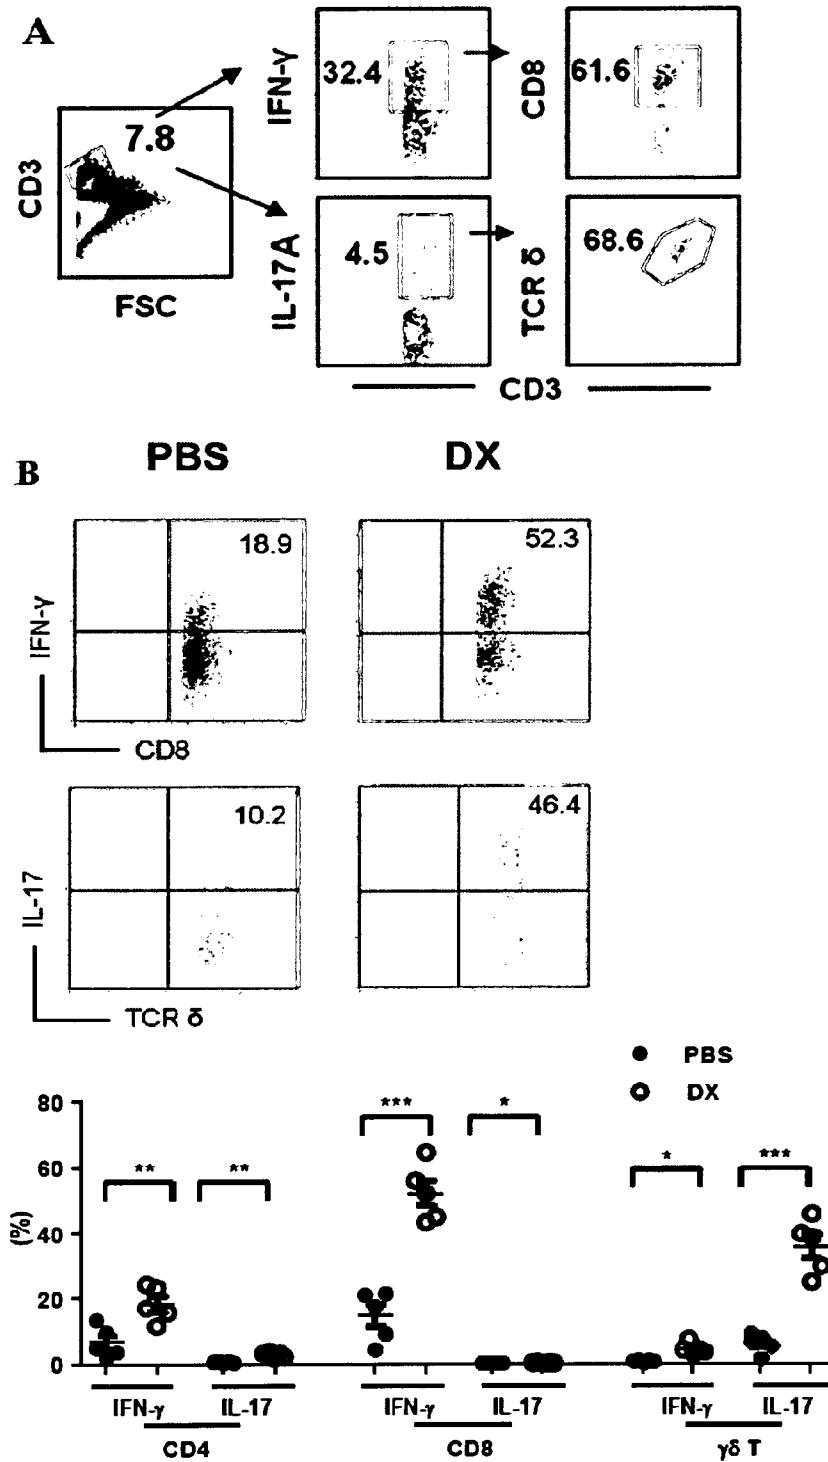 A
7.8
CD3
FSC
32.4
IFN-γ
61.6
CD8
4.5
IL-17A
68.6
TCR δ
CD3
B
PBS DX
18.9 52.3
IFN-γ
CD8
10.2 46.4
IL-17
TCR δ
PBS
DX
80
60
40
20
0
(%)
** ** *** * * ***
IFN-γ IL-17 IFN-γ IL-17 IFN-γ IL-17
CD4 CD8 γδ T